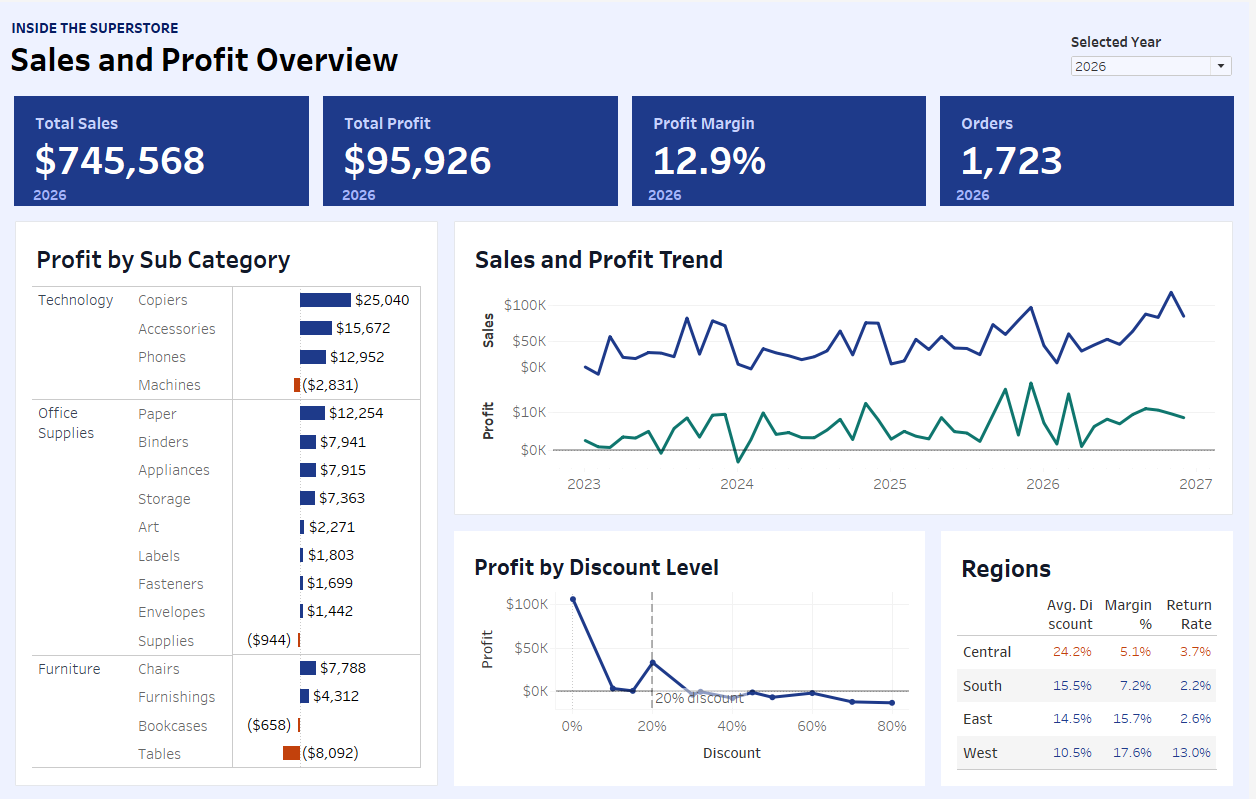 INSIDE THE SUPERSTORE
Sales and Profit Overview
Selected Year
2026
Total Sales
$745,568
2026
Total Profit
$95,926
2026
Profit Margin
12.9%
2026
Orders
1,723
2026
Profit by Sub Category
Technology Copiers $25,040
Accessories $15,672
Phones $12,952
Machines ($2,831)
Office
Supplies
Paper $12,254
Binders $7,941
Appliances $7,915
Storage $7,363
Art $2,271
Labels $1,803
Fasteners $1,699
Envelopes $1,442
Supplies ($944)
Furniture Chairs $7,788
Furnishings $4,312
Bookcases ($658)
Tables ($8,092)
Sales and Profit Trend
Sales
$100K
$50K
$0K
Profit
$10K
$0K
2023 2024 2025 2026 2027
Profit by Discount Level
Profit
$100K
$50K
$0K
20% discount
0% 20% 40% 60% 80%
Discount
Regions
Avg. Di Margin Return
scount % Rate
Central 24.2% 5.1% 3.7%
South 15.5% 7.2% 2.2%
East 14.5% 15.7% 2.6%
West 10.5% 17.6% 13.0%